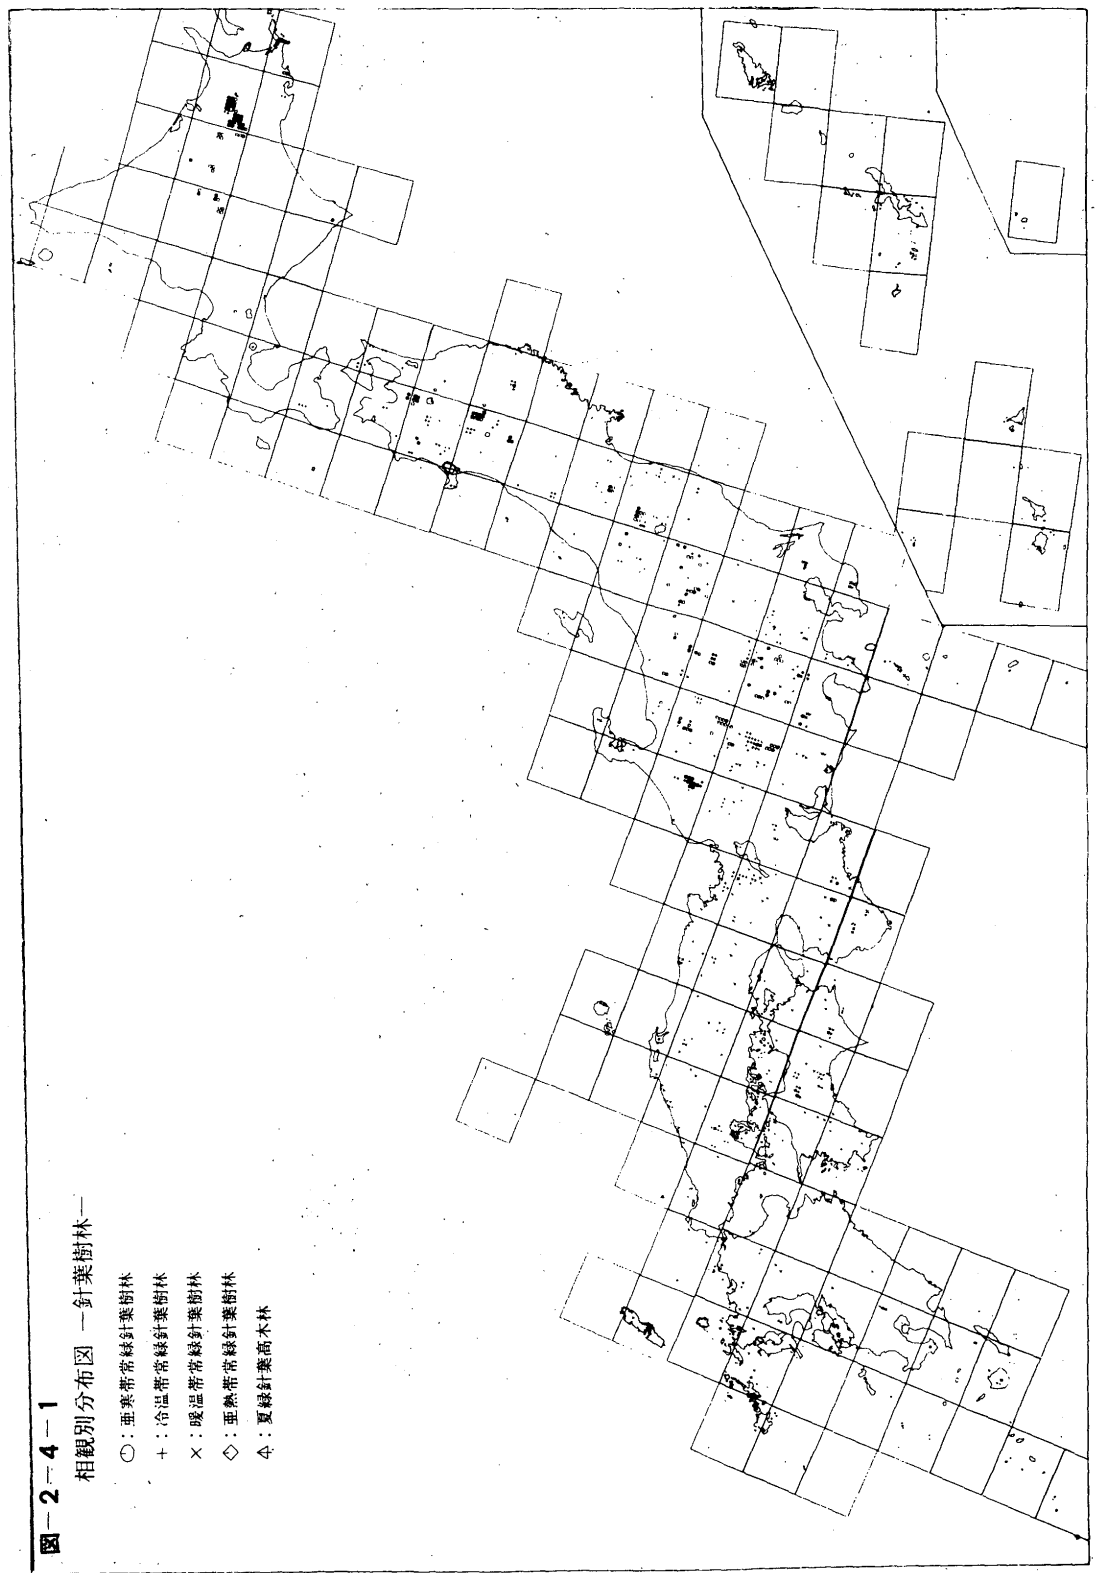 図－2－4－1
相観別分布図 ー針葉樹林ー
○：亜寒帯常緑針葉樹林
＋：冷温帯常緑針葉樹林
×：暖温帯常緑針葉樹林
◇：亜熱帯常緑針葉樹林
△：夏緑針葉高木林